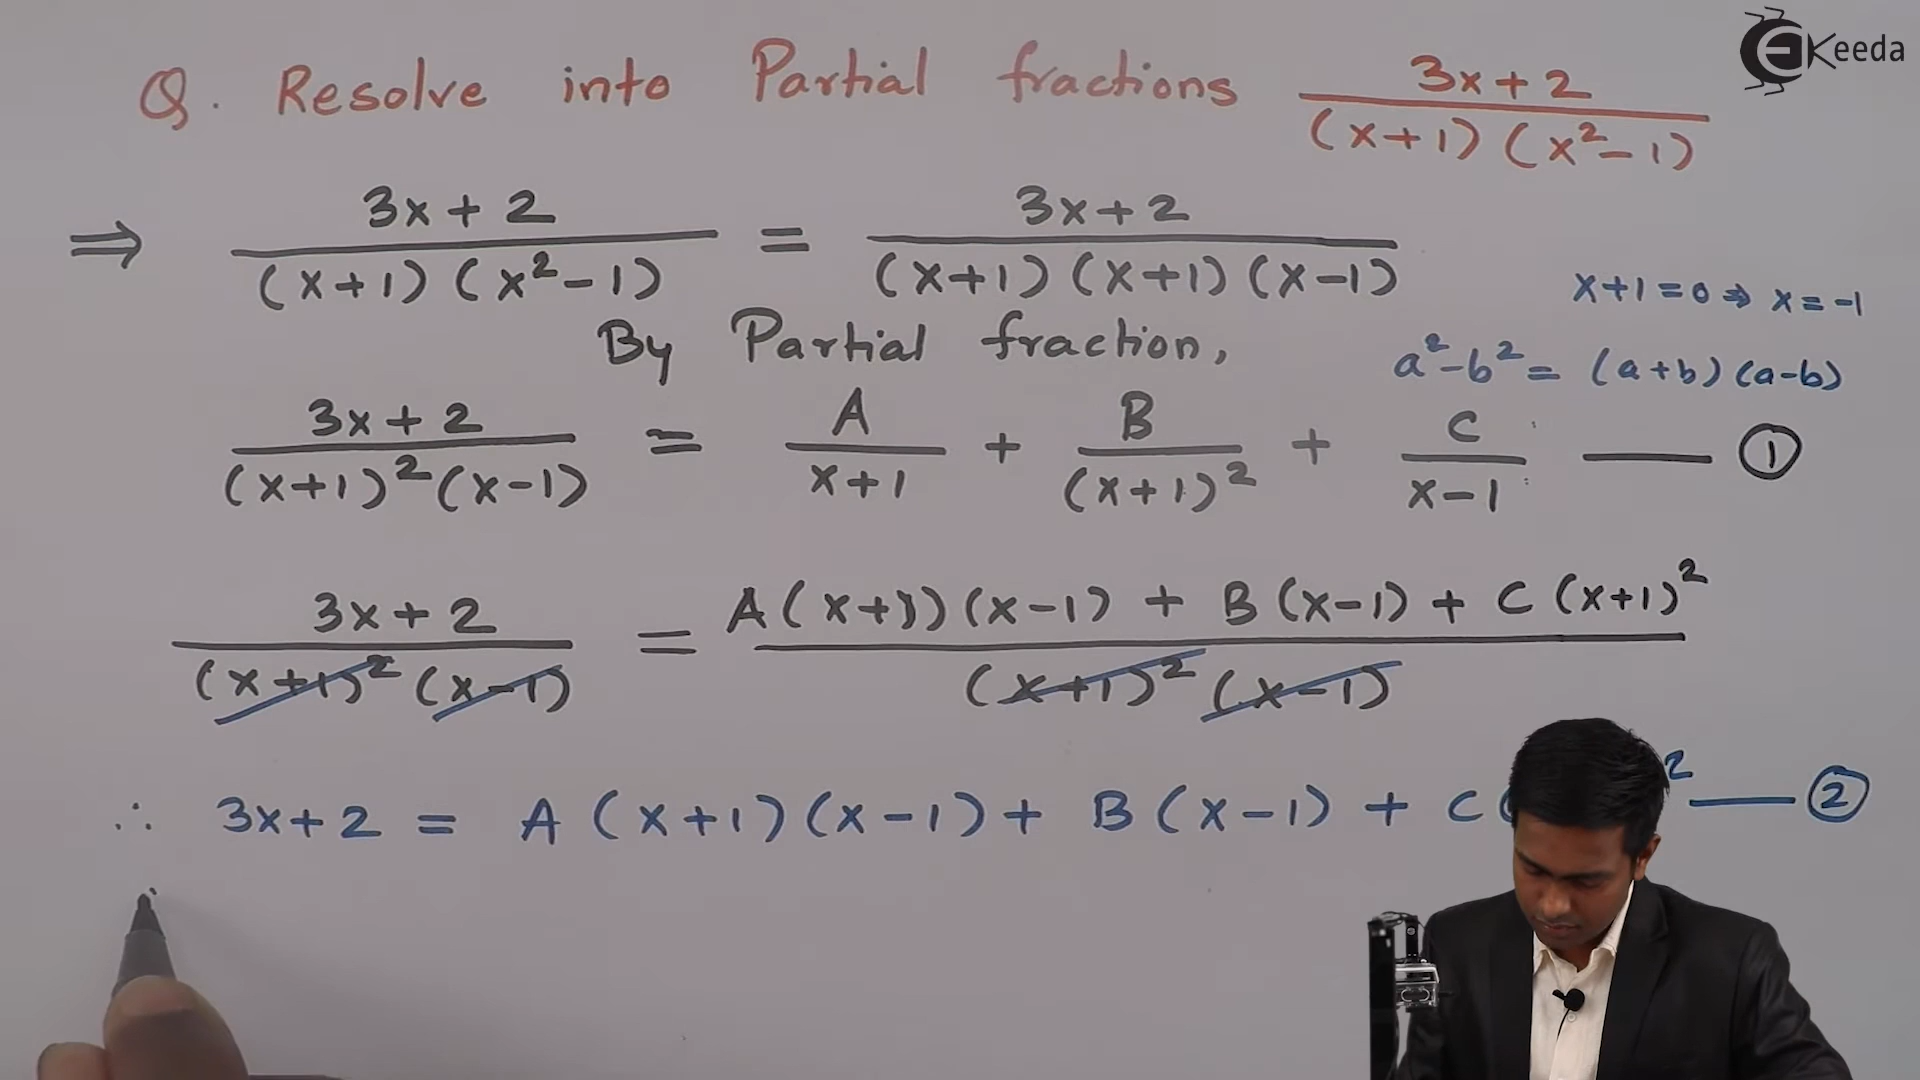 EKeeda
Q. Resolve into Partial fractions (3x+2)/((x+1)(x²-1))
⇒ (3x+2)/((x+1)(x²-1)) = (3x+2)/((x+1)(x+1)(x-1))
x+1=0 ⇒ x=-1
By Partial fraction,
a²-b² = (a+b)(a-b)
(3x+2)/((x+1)²(x-1)) = A/(x+1) + B/(x+1)² + C/(x-1) — ①
(3x+2)/((x+1)²(x-1)) = (A(x+1)(x-1) + B(x-1) + C(x+1)²)/((x+1)²(x-1))
∴ 3x+2 = A(x+1)(x-1) + B(x-1) + C( ² — ②